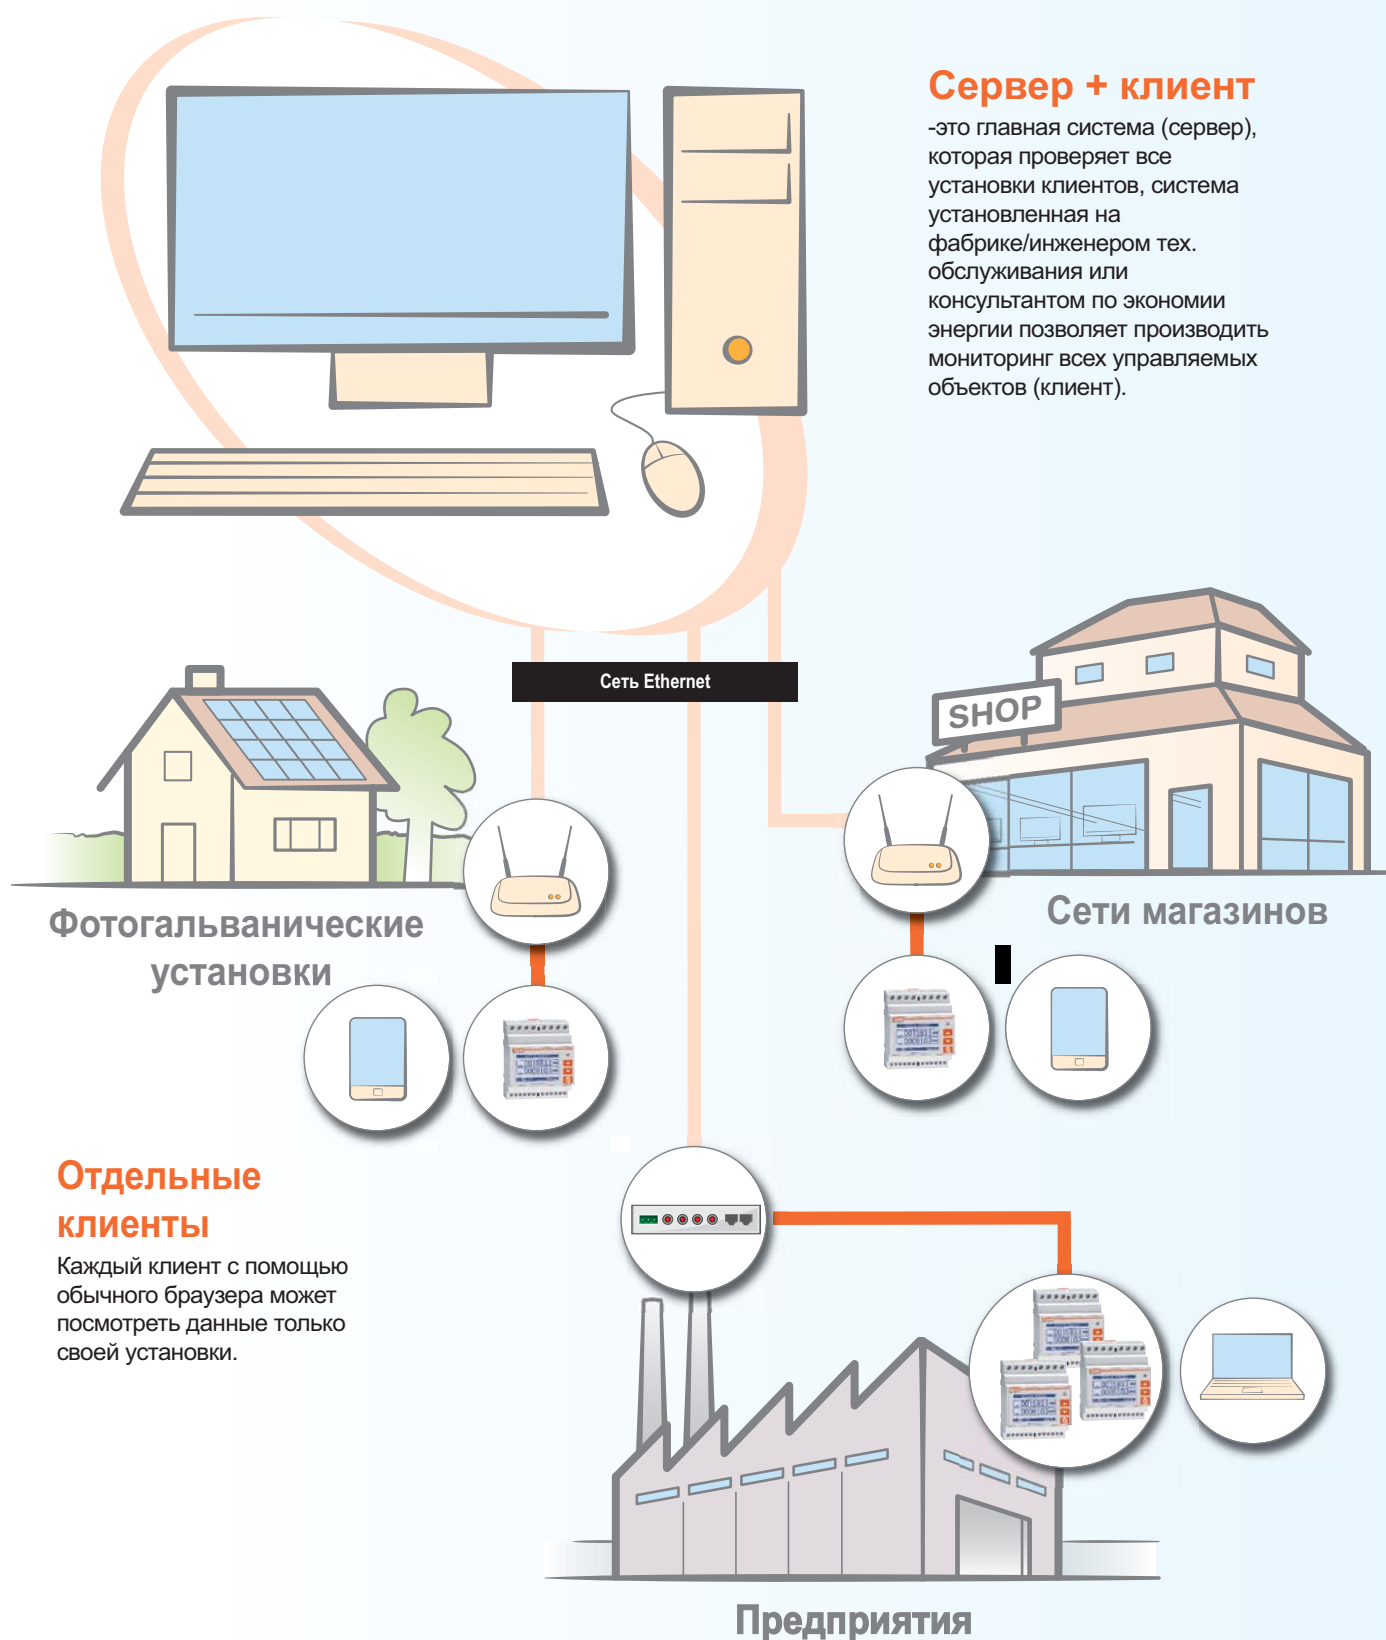 Сервер + клиент
-это главная система (сервер),
которая проверяет все
установки клиентов, система
установленная на
фабрике/инженером тех.
обслуживания или
консультантом по экономии
энергии позволяет производить
мониторинг всех управляемых
объектов (клиент).
Сеть Ethernet
SHOP
Фотогальванические
установки
Сети магазинов
Отдельные
клиенты
Каждый клиент с помощью
обычного браузера может
посмотреть данные только
своей установки.
Предприятия